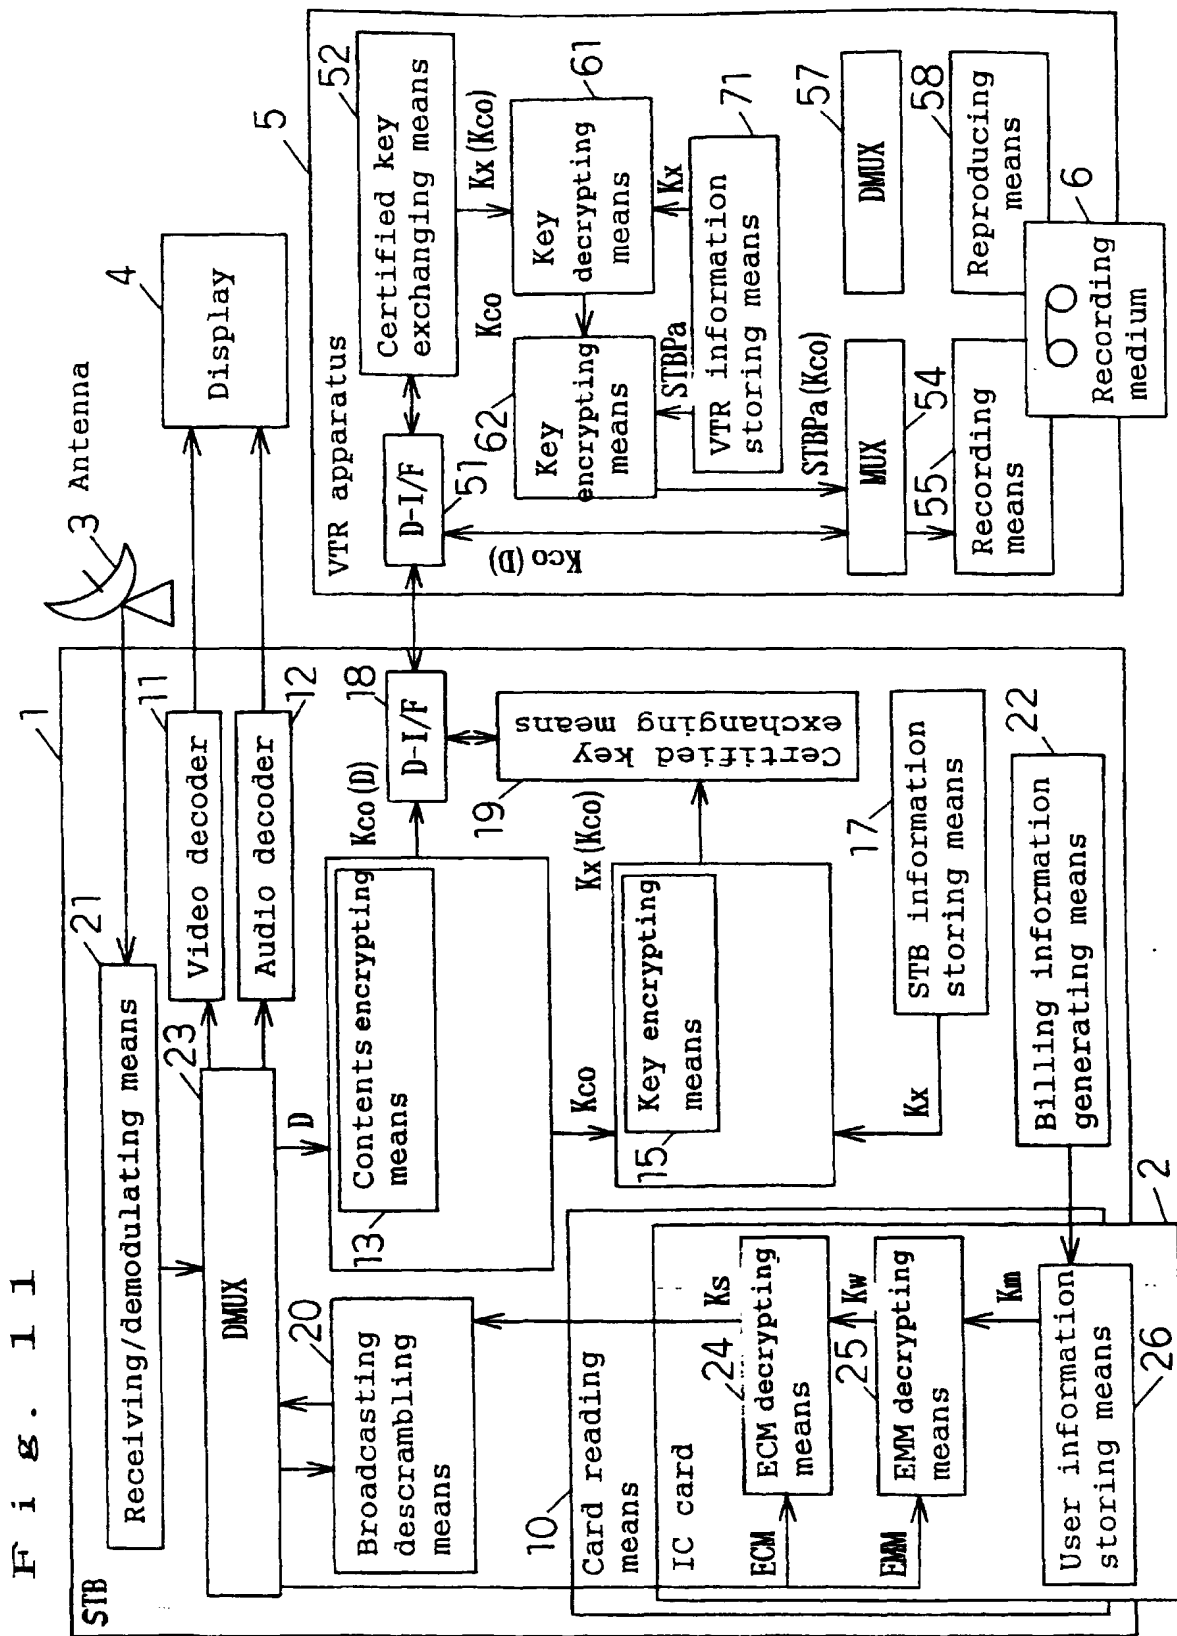 Fig. 11
STB
1
Receiving/demodulating means
21
3
Antenna
DMUX
23
Video decoder
11
Audio decoder
12
4
Display
Broadcasting
descrambling
means
20
D
Contents encrypting
means
13
Kco(D)
D-I/F
18
Certified key
exchanging means
19
Kco
Kx(Kco)
Key encrypting
means
15
Kx
STB information
storing means
17
Billing information
generating means
22
Card reading
means
10
IC card
2
ECM
EMM
ECM decrypting
means
24
Ks
EMM decrypting
means
25
Kw
Km
User information
storing means
26
VTR apparatus
5
D-I/F
51
Certified key
exchanging means
52
Kx(Kco)
Kco
Key
encrypting
means
62
Key
decrypting
means
61
STBPa
Kx
VTR information
storing means
71
Kco(D)
STBPa(Kco)
MUX
54
DMUX
57
Recording
means
55
Reproducing
means
58
Recording
medium
6